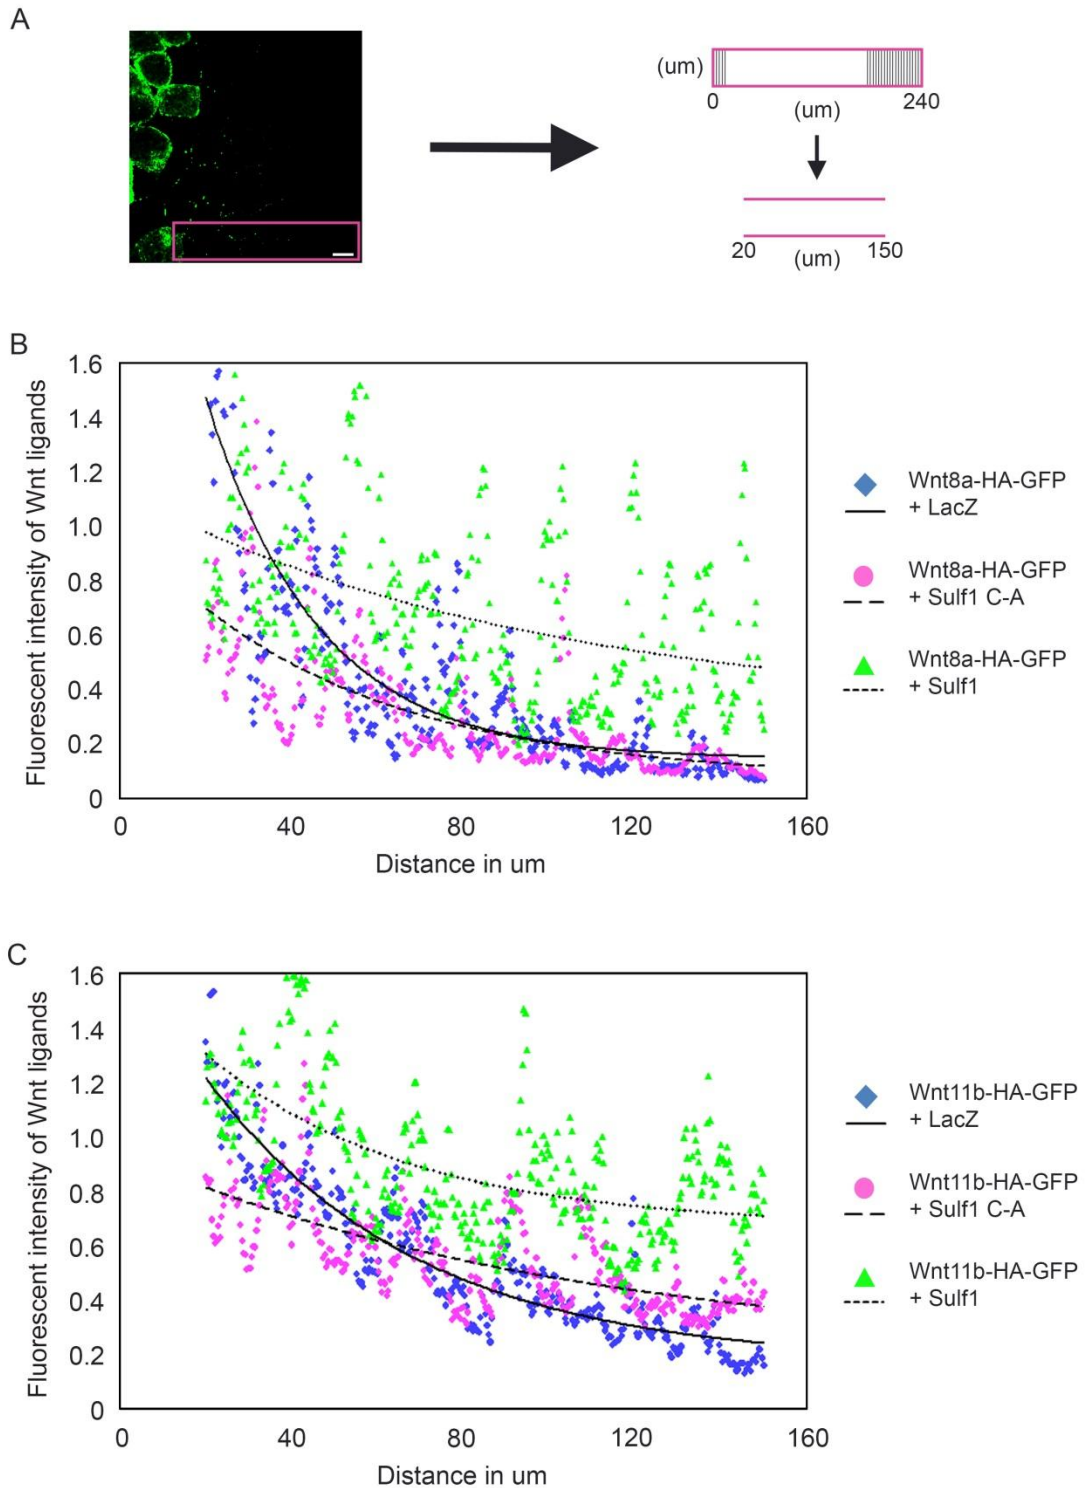 A
(um)
0
(um)
240
20
(um)
150
B
Fluorescent intensity of Wnt ligands
1.6
1.4
1.2
1.0
0.8
0.6
0.4
0.2
0
0 40 80 120 160
Distance in um
Wnt8a-HA-GFP
+ LacZ
Wnt8a-HA-GFP
+ Sulf1 C-A
Wnt8a-HA-GFP
+ Sulf1
C
Fluorescent intensity of Wnt ligands
1.6
1.4
1.2
1.0
0.8
0.6
0.4
0.2
0
0 40 80 120 160
Distance in um
Wnt11b-HA-GFP
+ LacZ
Wnt11b-HA-GFP
+ Sulf1 C-A
Wnt11b-HA-GFP
+ Sulf1